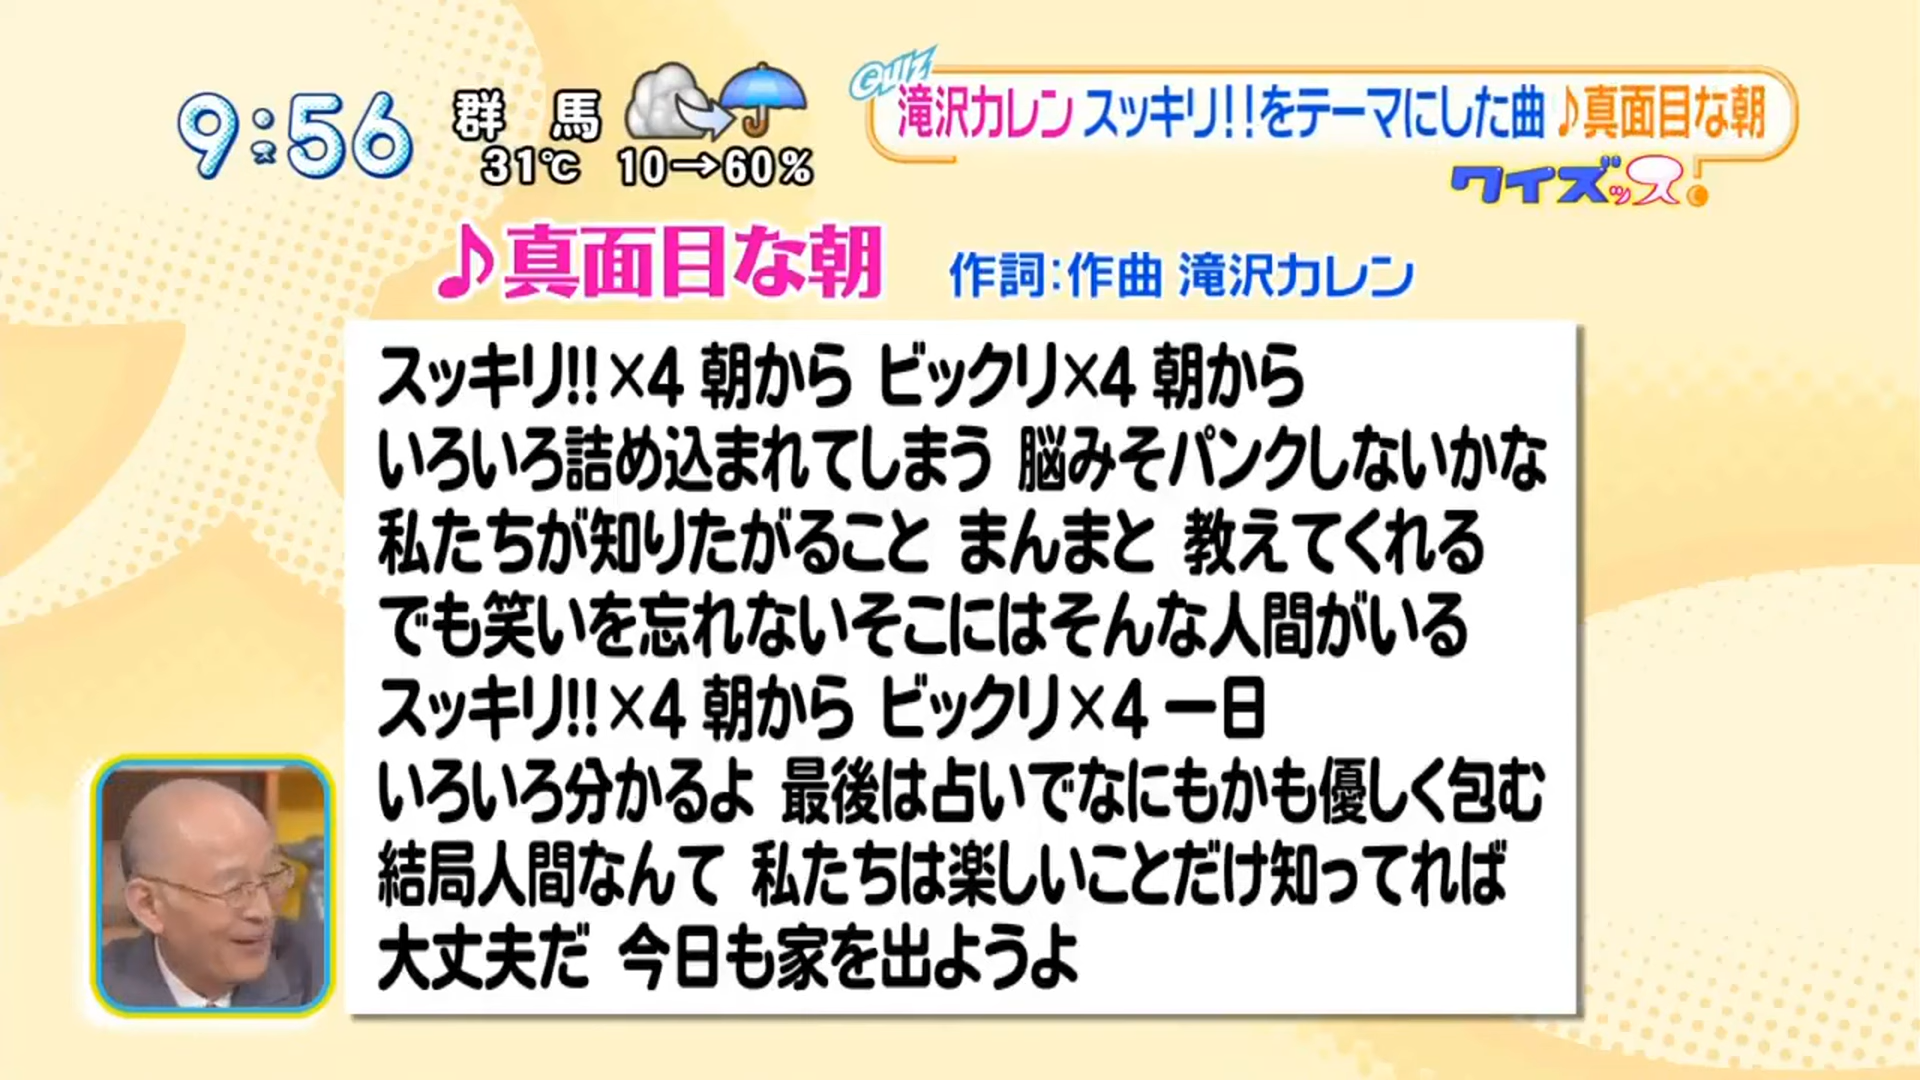 9:56
群馬
31℃ 10→60%
QUIZ
滝沢カレン スッキリ!!をテーマにした曲 ♪真面目な朝
クイズッス!
♪真面目な朝 作詞:作曲 滝沢カレン
スッキリ!!×4 朝から ビックリ×4 朝から
いろいろ詰め込まれてしまう 脳みそパンクしないかな
私たちが知りたがること まんまと 教えてくれる
でも笑いを忘れないそこにはそんな人間がいる
スッキリ!!×4 朝から ビックリ×4 一日
いろいろ分かるよ 最後は占いでなにもかも優しく包む
結局人間なんて 私たちは楽しいことだけ知ってれば
大丈夫だ 今日も家を出ようよ